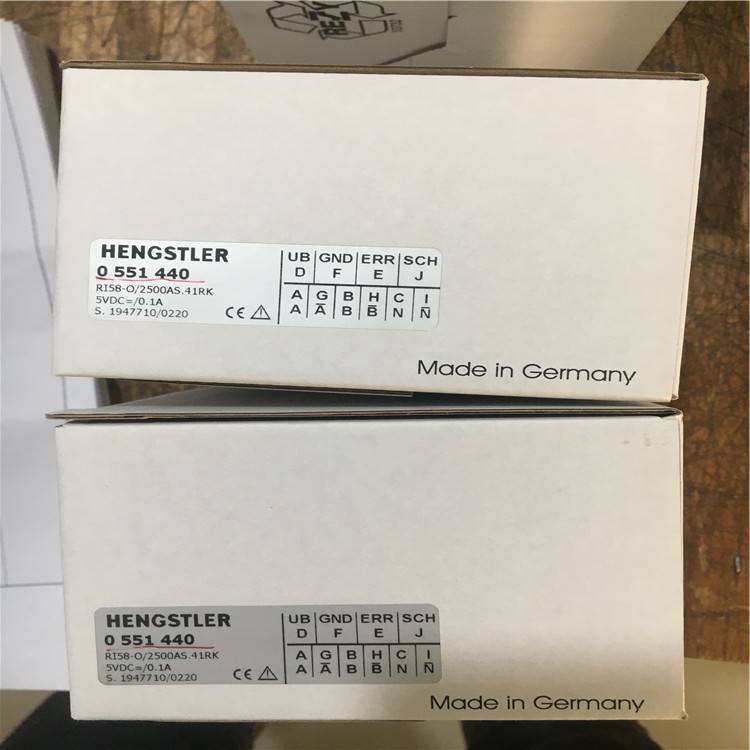 RE Y
HENGSTLER
0 551 440
RI58-O/2500AS.41RK
5VDC=/0.1A
S. 1947710/0220
CE
UB GND ERR SCH
D F E J
A G B H C I
A A̅ B B̅ N N̅
Made in Germany
HENGSTLER
0 551 440
RI58-O/2500AS.41RK
5VDC=/0.1A
S. 1947710/0220
CE
UB GND ERR SCH
D F E J
A G B H C I
A A̅ B B̅ N N̅
Made in Germany